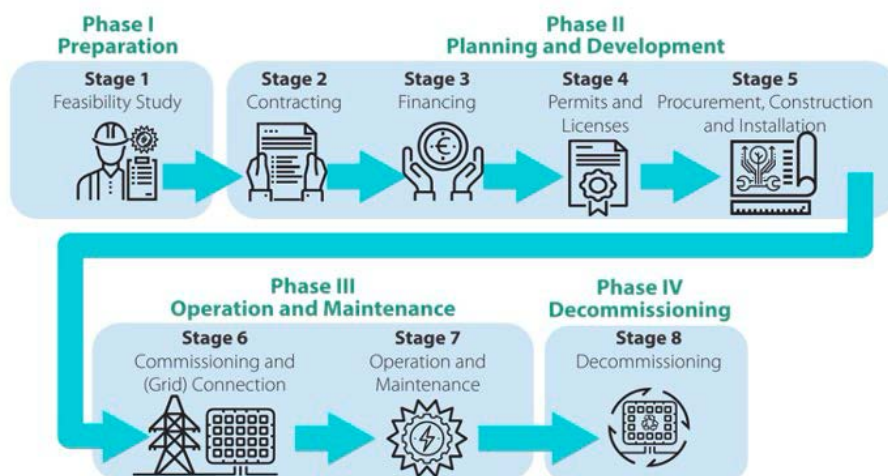 Phase I
Preparation
Phase II
Planning and Development
Stage 1
Feasibility Study
Stage 2
Contracting
Stage 3
Financing
Stage 4
Permits and
Licenses
Stage 5
Procurement, Construction
and Installation
Phase III
Operation and Maintenance
Phase IV
Decommissioning
Stage 6
Commissioning and
(Grid) Connection
Stage 7
Operation and
Maintenance
Stage 8
Decommissioning